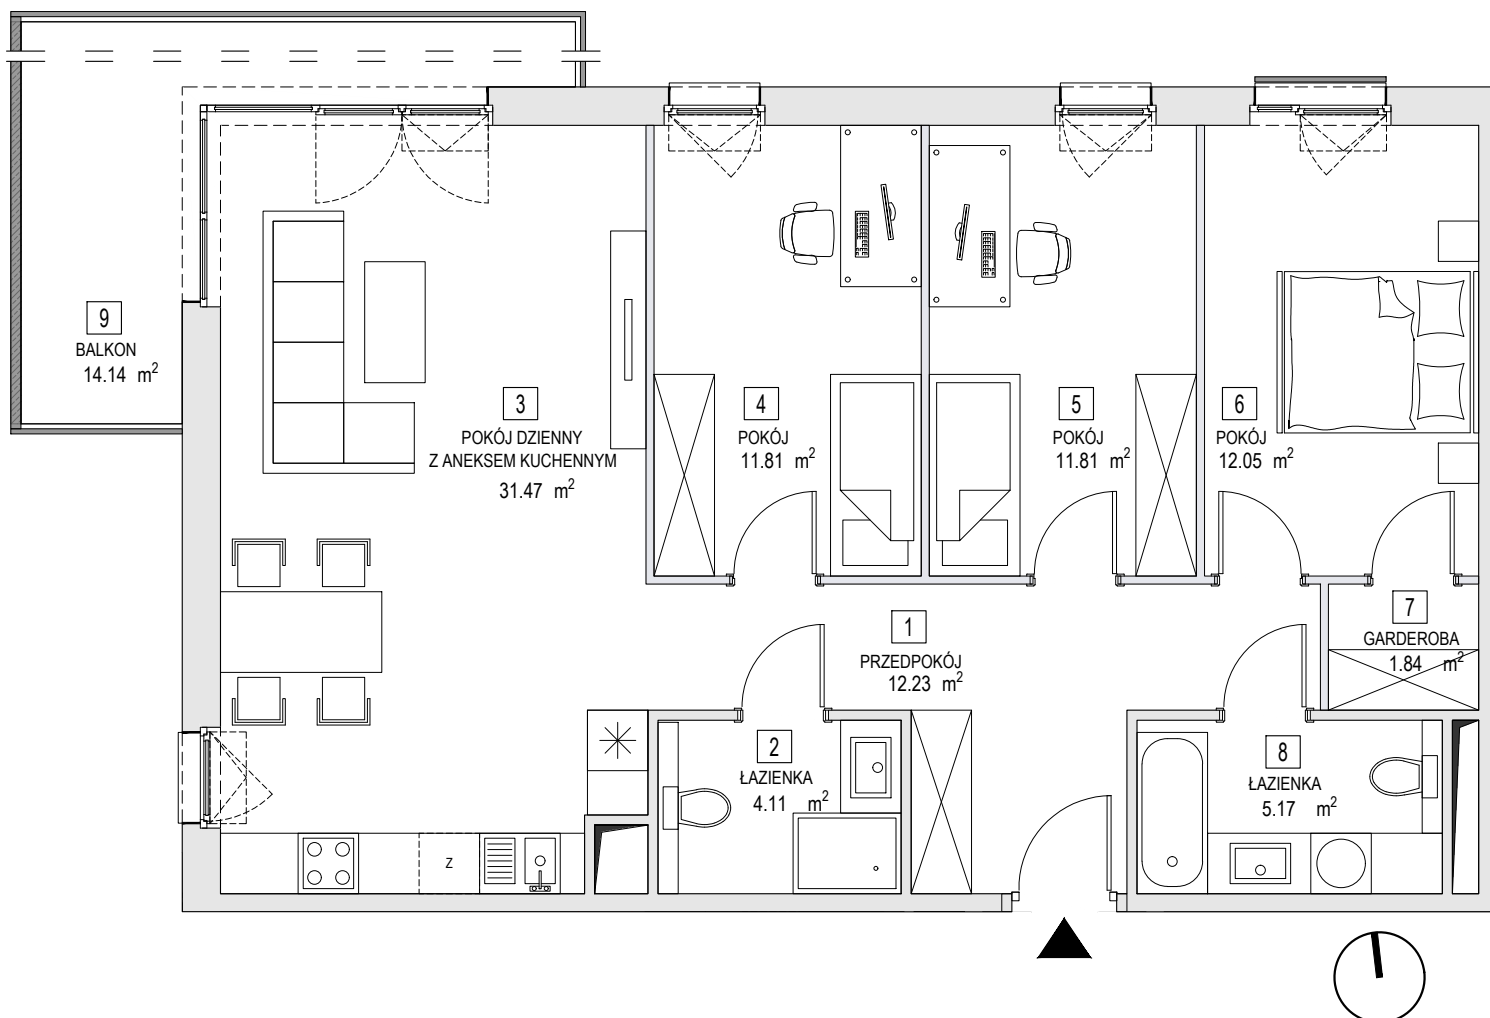 9
BALKON
14.14 m²
3
POKÓJ DZIENNY
Z ANEKSEM KUCHENNYM
31.47 m²
4
POKÓJ
11.81 m²
5
POKÓJ
11.81 m²
6
POKÓJ
12.05 m²
7
GARDEROBA
1.84 m²
1
PRZEDPOKÓJ
12.23 m²
2
ŁAZIENKA
4.11 m²
8
ŁAZIENKA
5.17 m²
Z